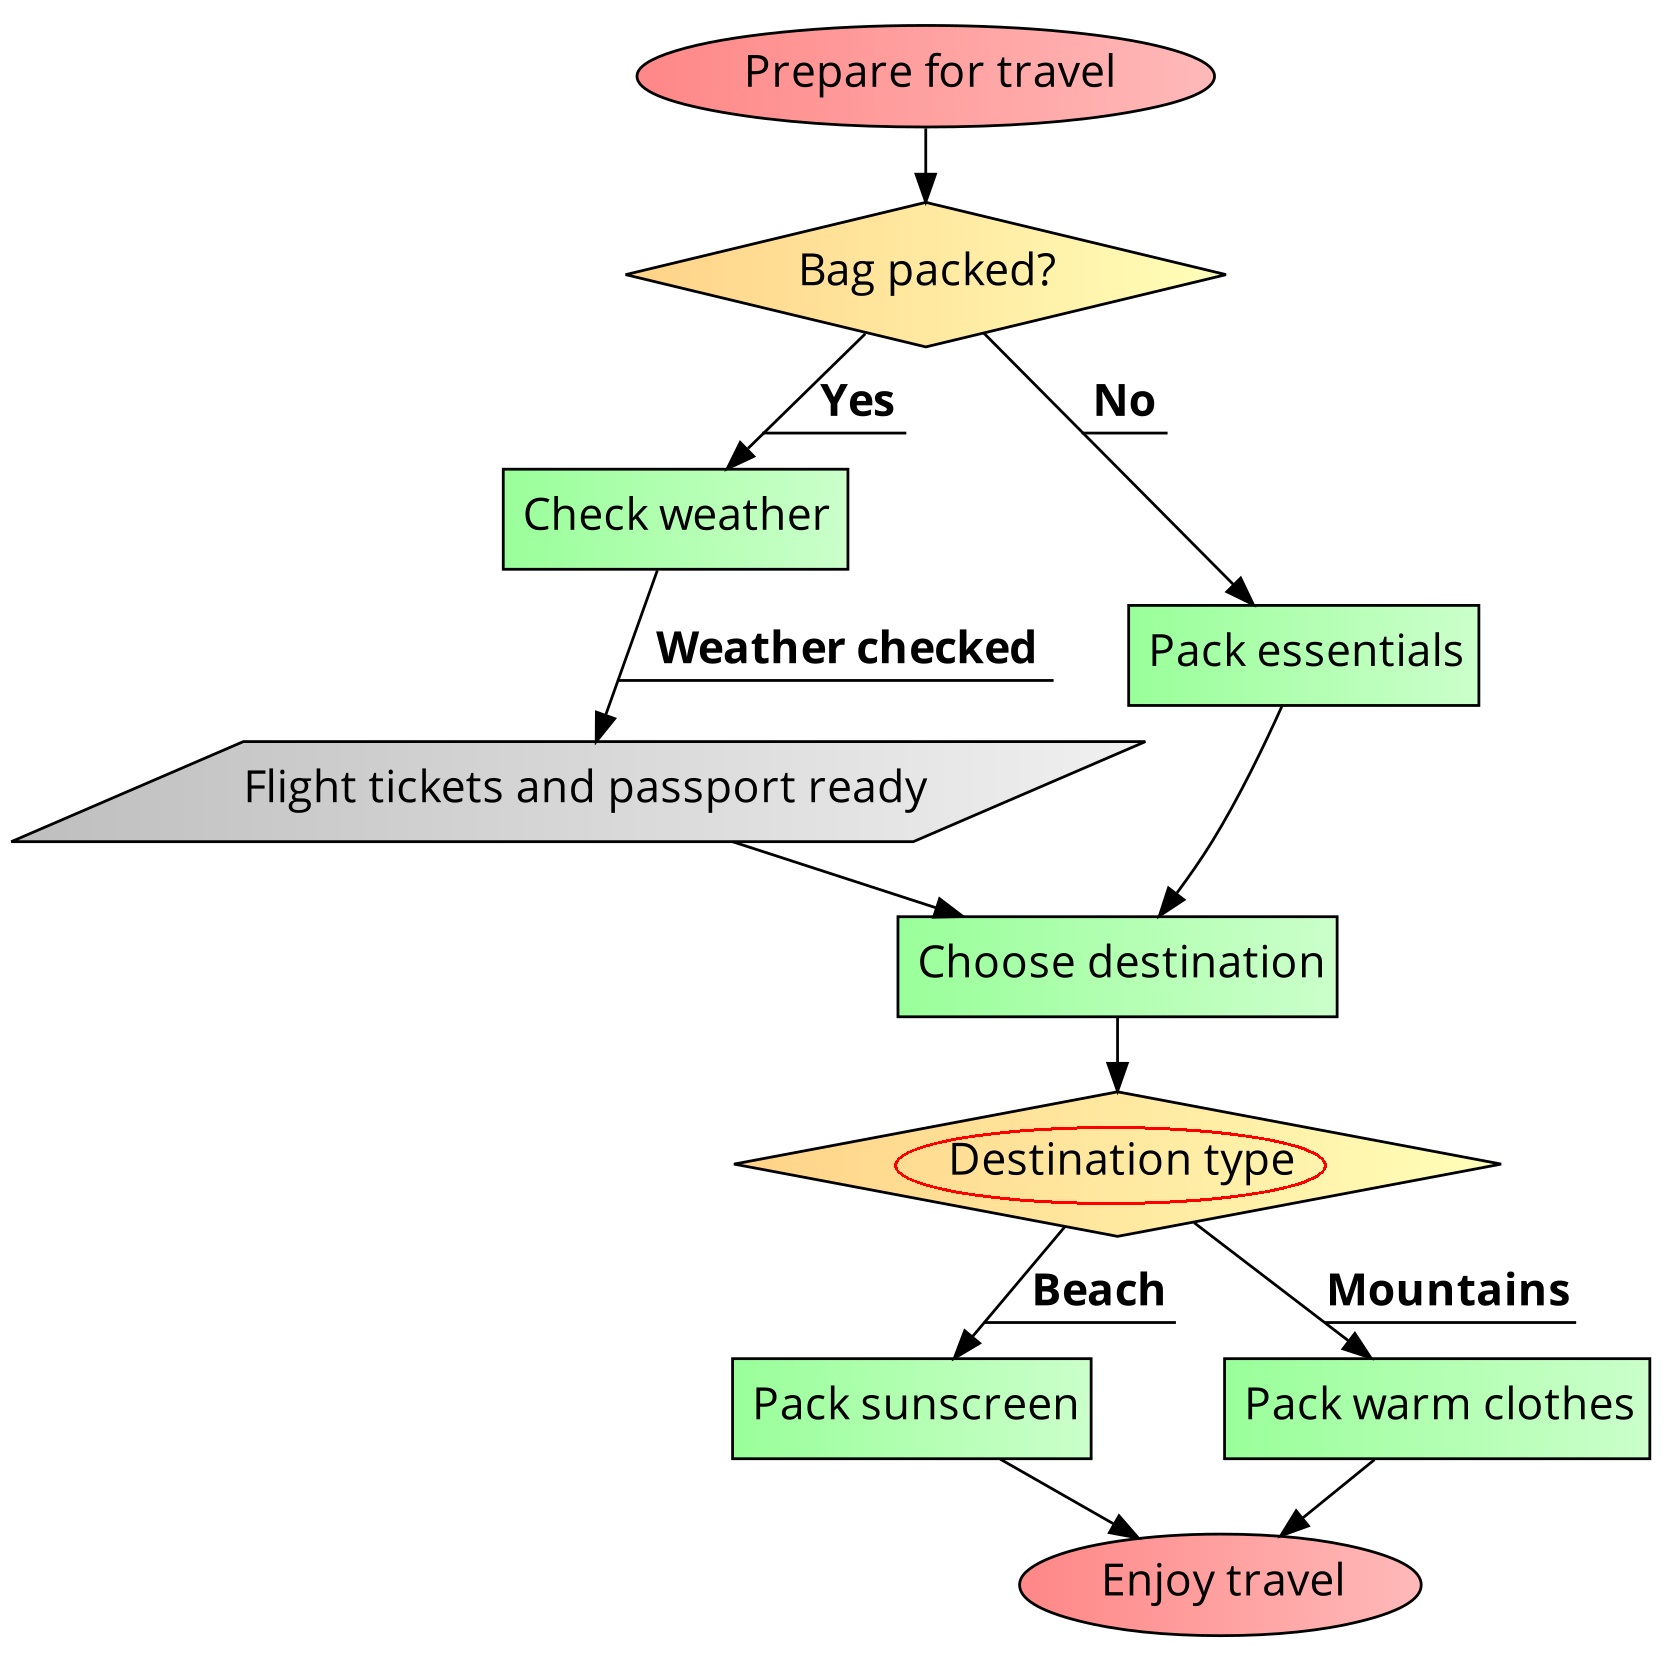 Prepare for travel
Bag packed?
Yes
No
Check weather
Weather checked
Pack essentials
Flight tickets and passport ready
Choose destination
Destination type
Beach
Mountains
Pack sunscreen
Pack warm clothes
Enjoy travel